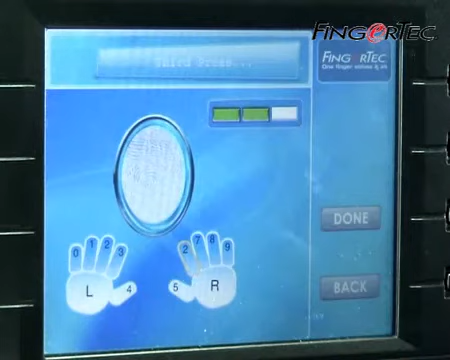 FINGERTEC
Third Press...
FINGERTEC
One finger solves it all
DONE
0 1 2 3 2 7 8 9
L 4 5 R
BACK